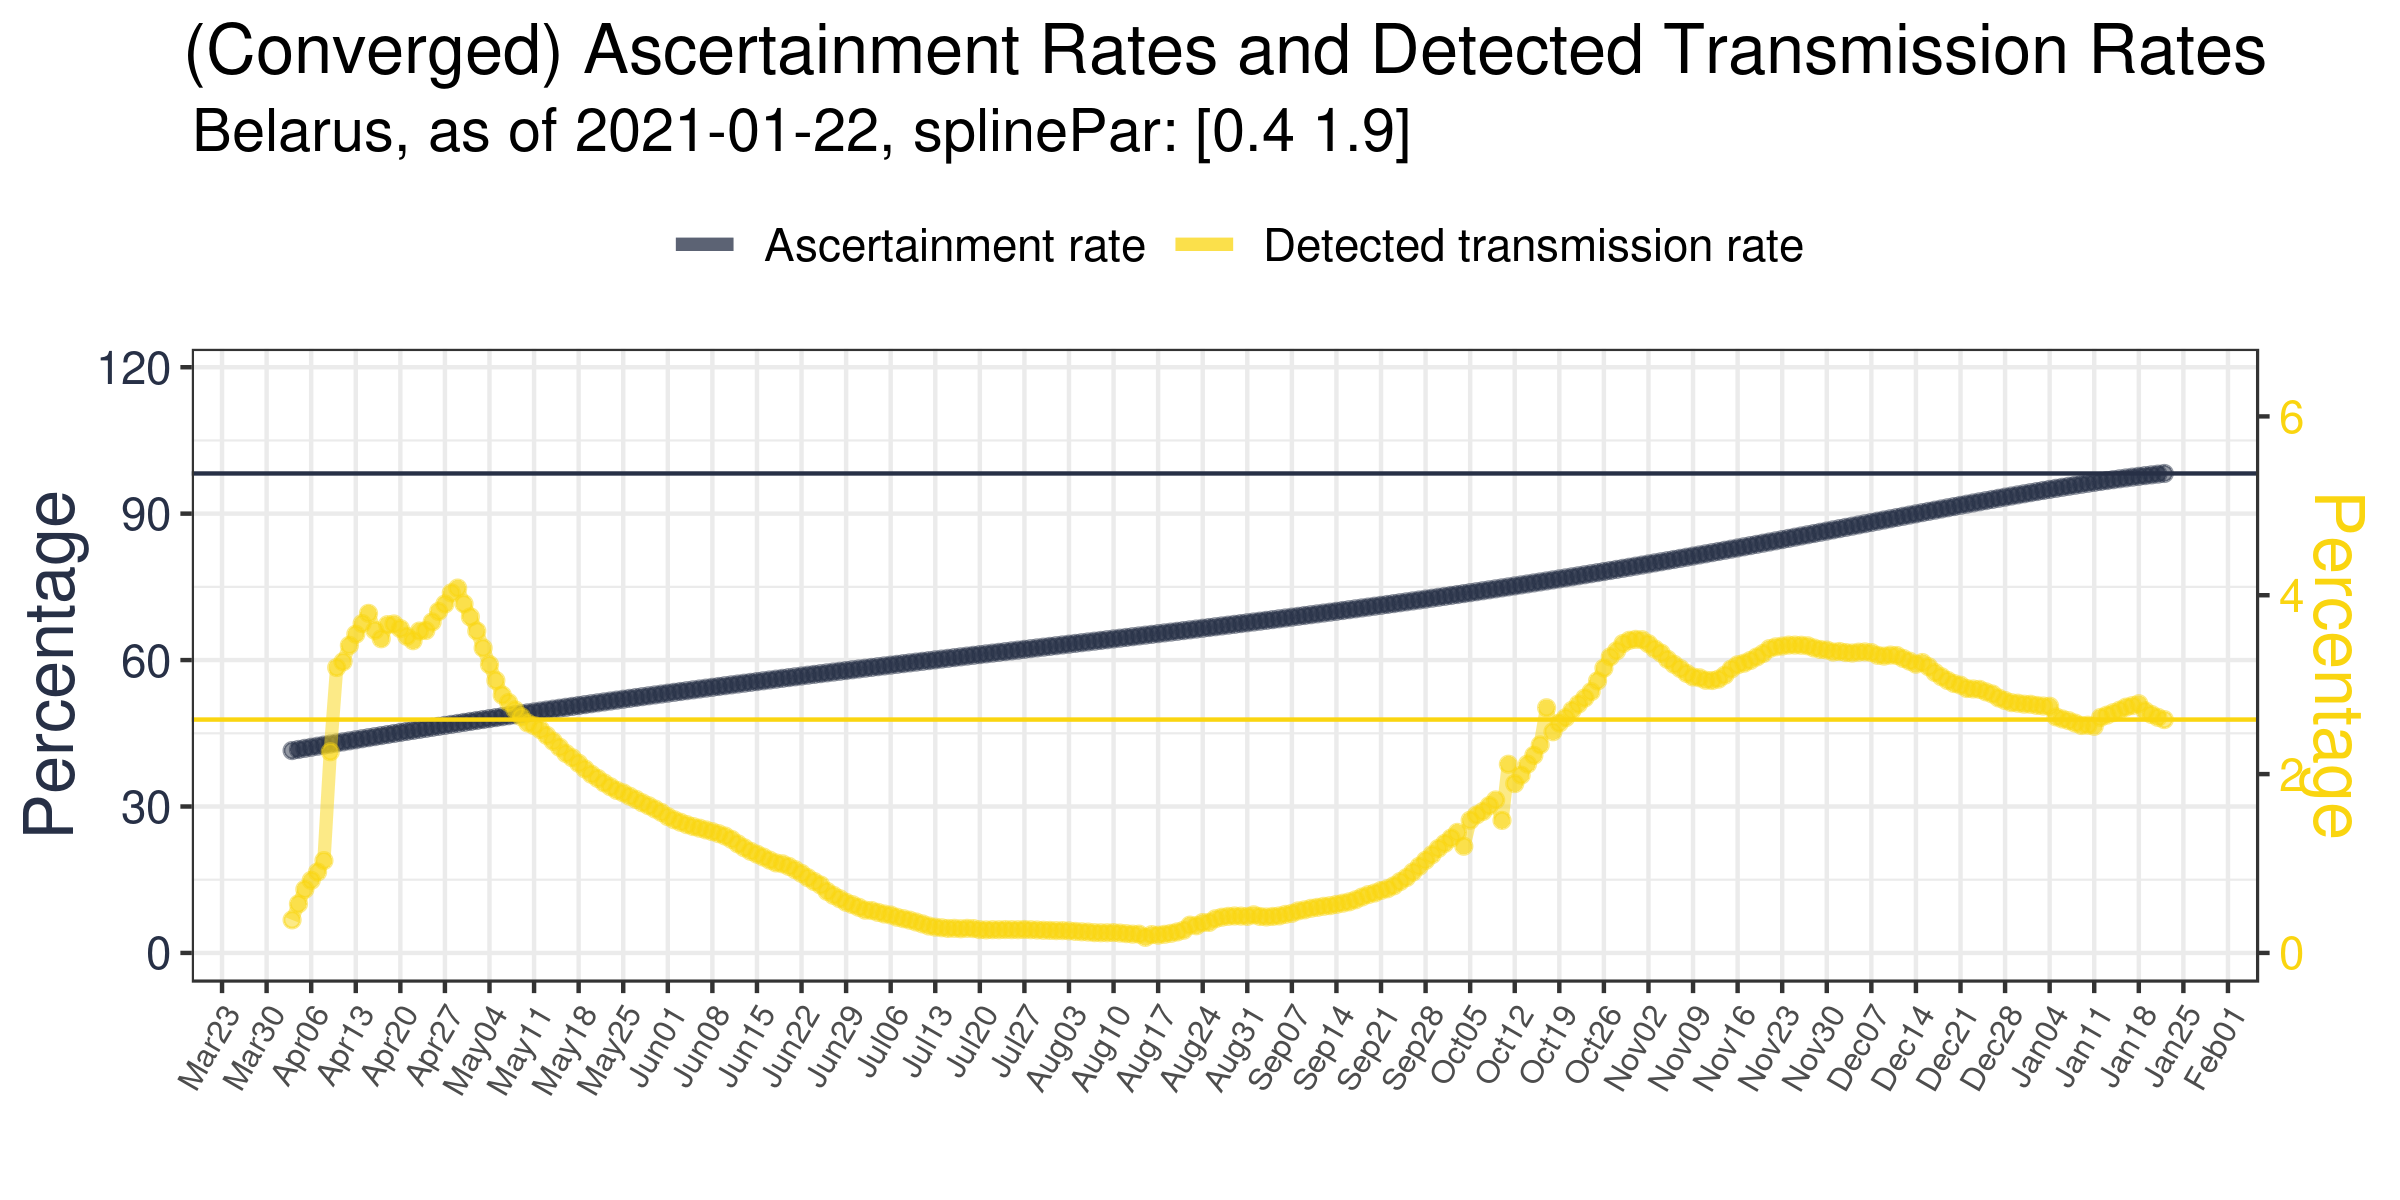 (Converged) Ascertainment Rates and Detected Transmission Rates
Belarus, as of 2021-01-22, splinePar: [0.4 1.9]
Ascertainment rate
Detected transmission rate
Percentage
120
90
60
30
0
6
4
2
0
Percentage
Mar23
Mar30
Apr06
Apr13
Apr20
Apr27
May04
May11
May18
May25
Jun01
Jun08
Jun15
Jun22
Jun29
Jul06
Jul13
Jul20
Jul27
Aug03
Aug10
Aug17
Aug24
Aug31
Sep07
Sep14
Sep21
Sep28
Oct05
Oct12
Oct19
Oct26
Nov02
Nov09
Nov16
Nov23
Nov30
Dec07
Dec14
Dec21
Dec28
Jan04
Jan11
Jan18
Jan25
Feb01